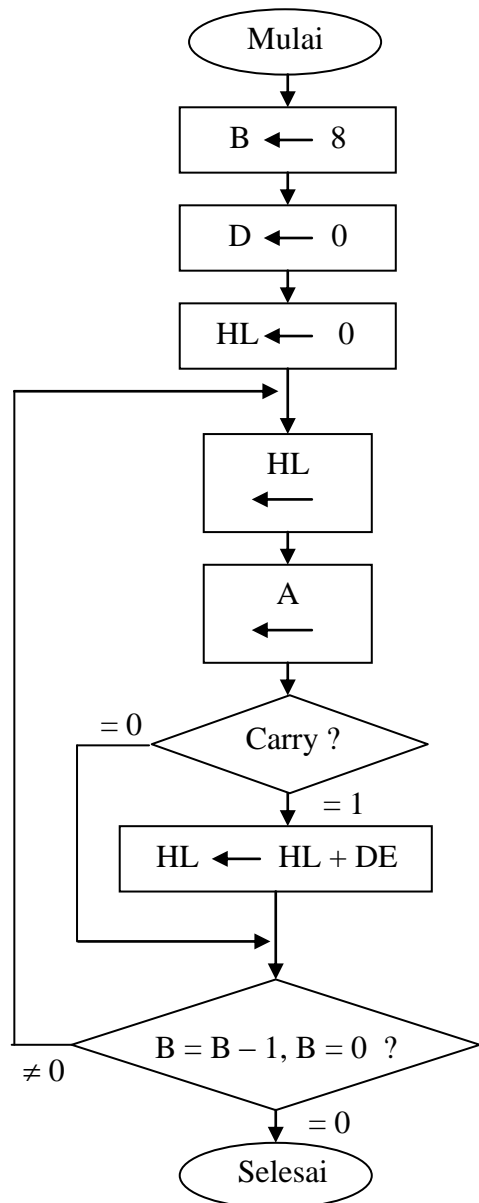 Mulai
B ← 8
D ← 0
HL ← 0
HL
←
A
←
= 0
Carry ?
= 1
HL ← HL + DE
B = B – 1, B = 0 ?
≠ 0
= 0
Selesai